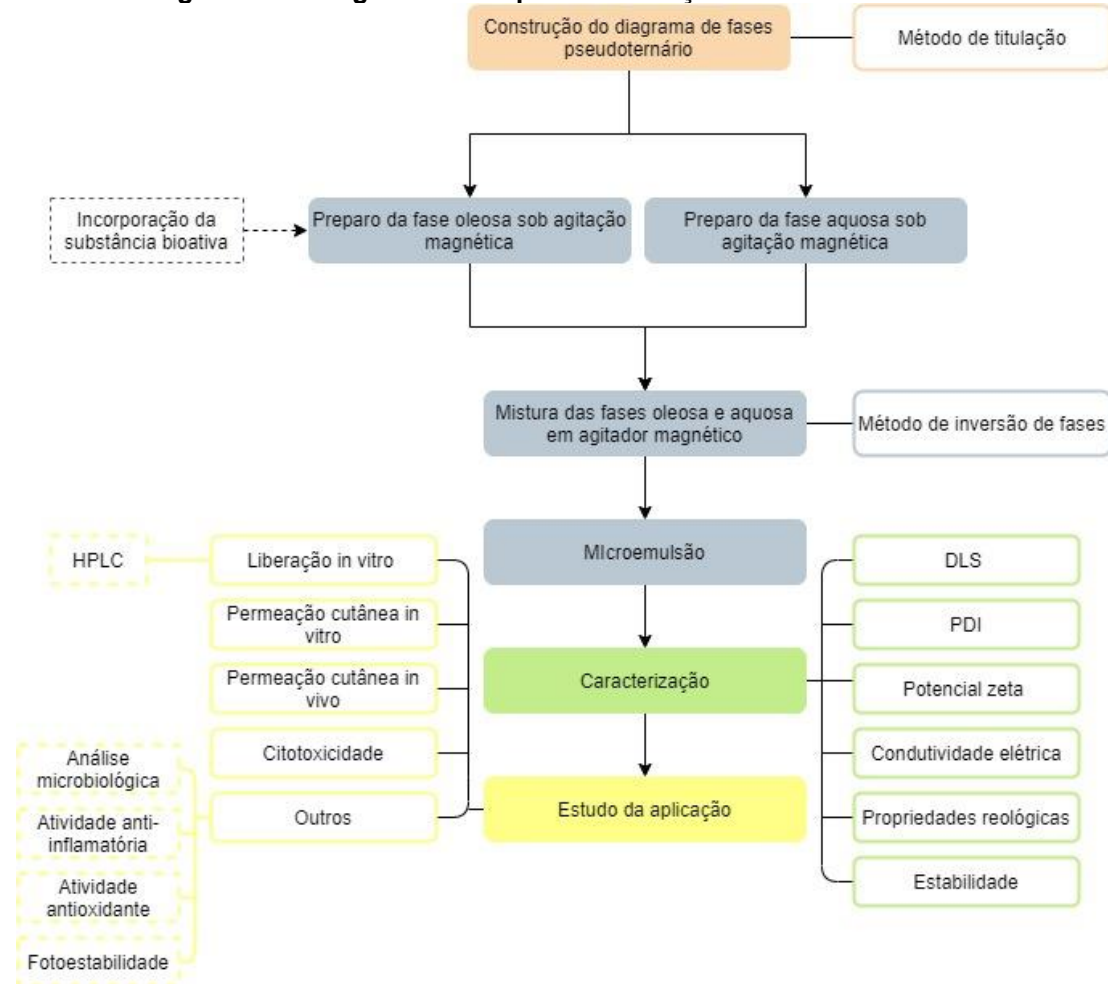 Construção do diagrama de fases
pseudoternário
Método de titulação
Incorporação da
substância bioativa
Preparo da fase oleosa sob agitação
magnética
Preparo da fase aquosa sob
agitação magnética
Mistura das fases oleosa e aquosa
em agitador magnético
Método de inversão de fases
MIcroemulsão
HPLC
Liberação in vitro
Permeação cutânea in
vitro
Permeação cutânea in
vivo
Citotoxicidade
Outros
Análise
microbiológica
Atividade anti-
inflamatória
Atividade
antioxidante
Fotoestabilidade
Caracterização
Estudo da aplicação
DLS
PDI
Potencial zeta
Condutividade elétrica
Propriedades reológicas
Estabilidade